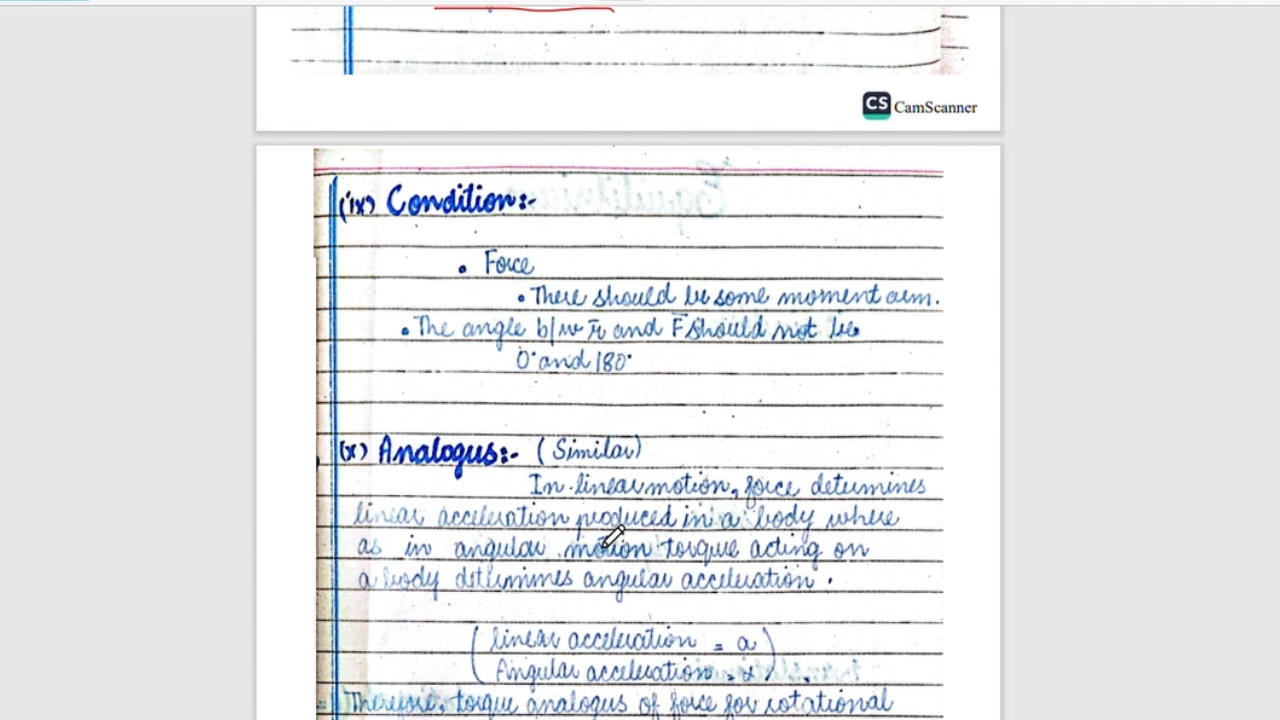 CS CamScanner
(ix) Condition:-
• Force
• There should be some moment arm.
• The angle b/w r and F should not be
0° and 180°
(x) Analogus:- (Similar)
In linear motion, force determines
linear acceleration produced in a body where
as in angular motion torque acting on
a body determines angular acceleration.
(linear acceleration = a
Angular acceleration = α).
= Therefore, torque analogus of force for rotational